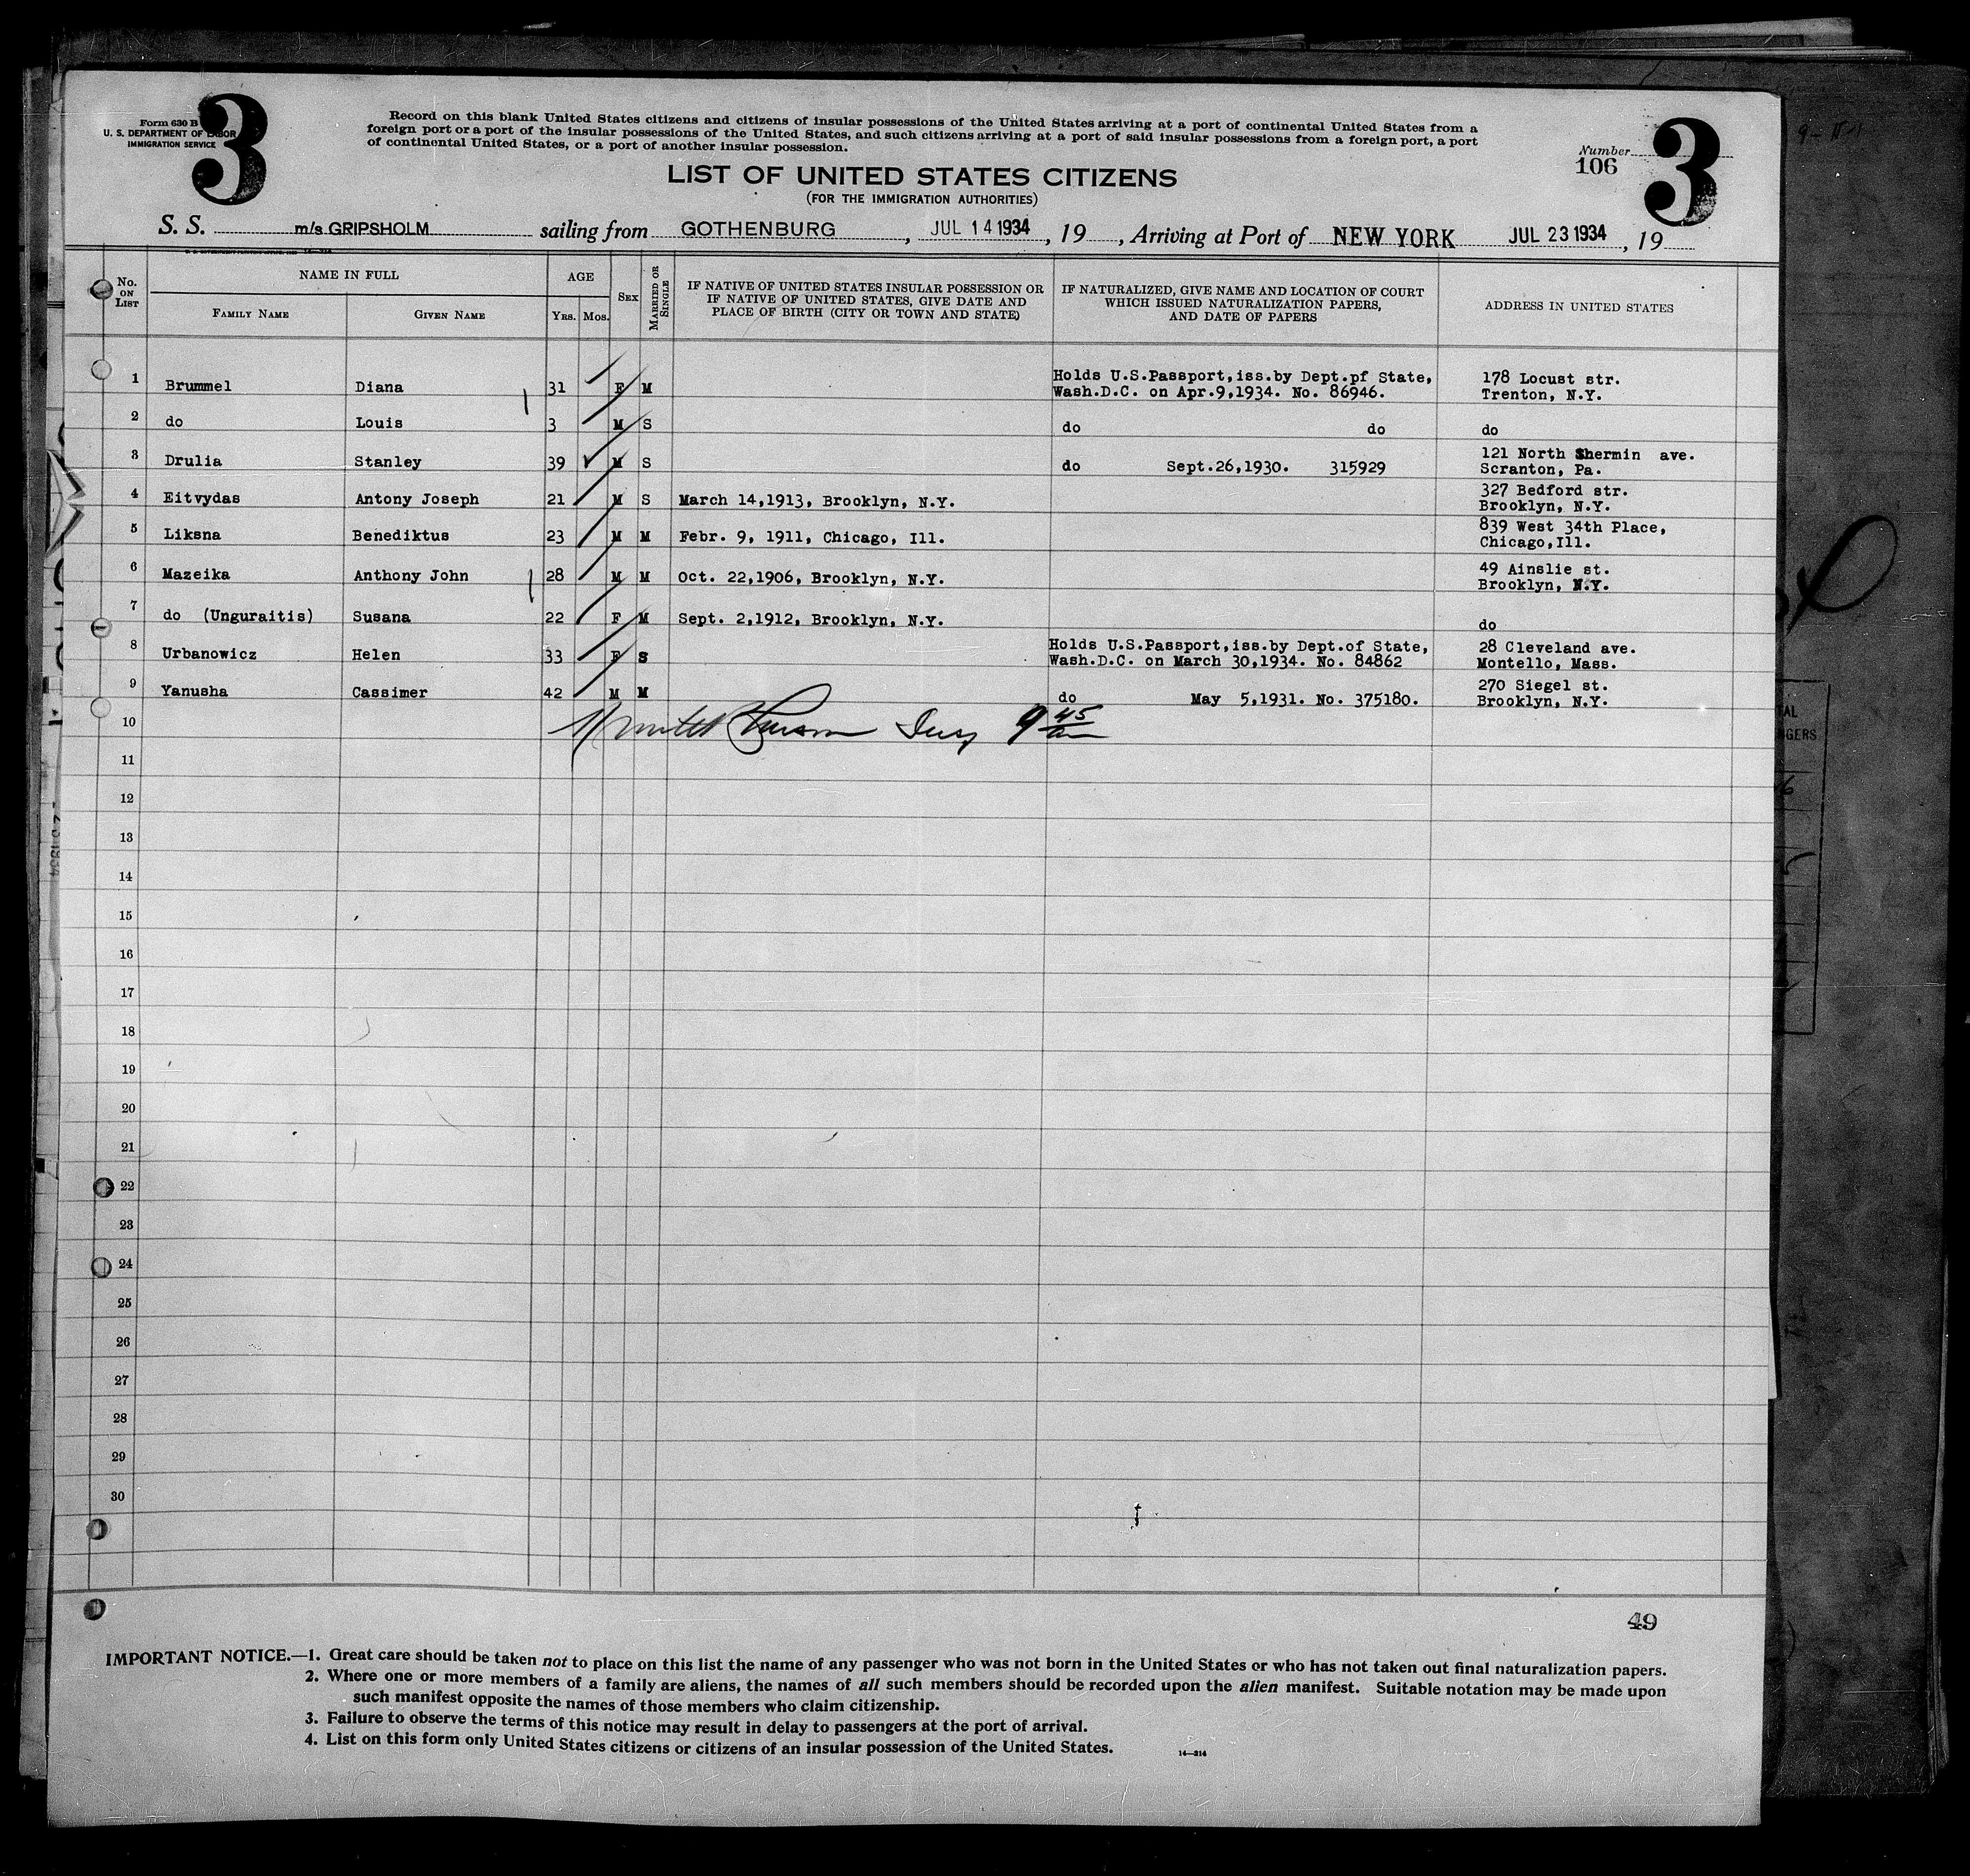 Form 630 B
U. S. DEPARTMENT OF LABOR
IMMIGRATION SERVICE
3
Record on this blank United States citizens and citizens of insular possessions of the United States arriving at a port of continental United States from a
foreign port or a port of the insular possessions of the United States, and such citizens arriving at a port of said insular possessions from a foreign port, a port
of continental United States, or a port of another insular possession.
Number
106
3
LIST OF UNITED STATES CITIZENS
(FOR THE IMMIGRATION AUTHORITIES)
S. S. m/s GRIPSHOLM sailing from GOTHENBURG, JUL 14 1934, 19 , Arriving at Port of NEW YORK JUL 23 1934, 19
No. ON LIST
NAME IN FULL
FAMILY NAME GIVEN NAME
AGE
YRS. MOS.
SEX
MARRIED OR SINGLE
IF NATIVE OF UNITED STATES INSULAR POSSESSION OR
IF NATIVE OF UNITED STATES, GIVE DATE AND
PLACE OF BIRTH (CITY OR TOWN AND STATE)
IF NATURALIZED, GIVE NAME AND LOCATION OF COURT
WHICH ISSUED NATURALIZATION PAPERS,
AND DATE OF PAPERS
ADDRESS IN UNITED STATES
1 Brummel Diana 31 F M Holds U.S.Passport,iss.by Dept.pf State, 178 Locust str.
Wash.D.C. on Apr.9,1934. No. 86946. Trenton, N.Y.
2 do Louis 3 M S do do do
3 Drulia Stanley 39 M S do Sept.26,1930. 315929 121 North Shermin ave.
Scranton, Pa.
4 Eitvydas Antony Joseph 21 M S March 14,1913, Brooklyn, N.Y. 327 Bedford str.
Brooklyn, N.Y.
5 Liksna Benediktus 23 M M Febr. 9, 1911, Chicago, Ill. 839 West 34th Place,
Chicago,Ill.
6 Mazeika Anthony John 28 M M Oct. 22,1906, Brooklyn, N.Y. 49 Ainslie st.
Brooklyn, N.Y.
7 do (Unguraitis) Susana 22 F M Sept. 2,1912, Brooklyn, N.Y. do
8 Urbanowicz Helen 33 F S Holds U.S.Passport,iss.by Dept.of State, 28 Cleveland ave.
Wash.D.C. on March 30,1934. No. 84862 Montello, Mass.
9 Yanusha Cassimer 42 M M do May 5,1931. No. 375180. 270 Siegel st.
Brooklyn, N.Y.
10 9 45
11
12
13
14
15
16
17
18
19
20
21
22
23
24
25
26
27
28
29
30
49
IMPORTANT NOTICE.—1. Great care should be taken not to place on this list the name of any passenger who was not born in the United States or who has not taken out final naturalization papers.
2. Where one or more members of a family are aliens, the names of all such members should be recorded upon the alien manifest. Suitable notation may be made upon
such manifest opposite the names of those members who claim citizenship.
3. Failure to observe the terms of this notice may result in delay to passengers at the port of arrival.
4. List on this form only United States citizens or citizens of an insular possession of the United States.
14—214